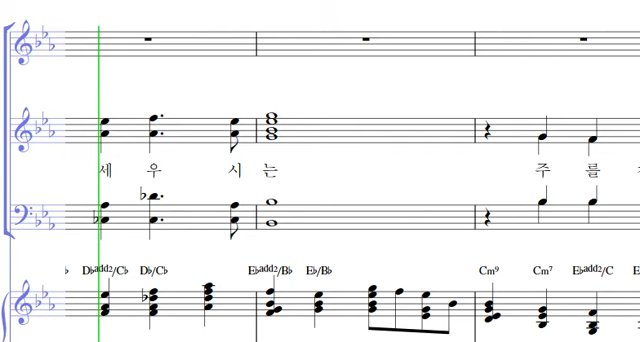 세 우 시 는 주 를
D♭add2/C♭ D♭/C♭ E♭add2/B♭ E♭/B♭ Cm9 Cm7 E♭add2/C E♭